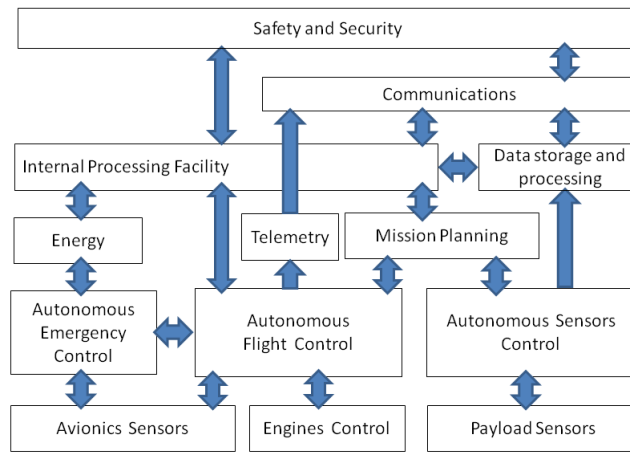 Safety and Security
Communications
Internal Processing Facility
Data storage and
processing
Energy
Telemetry
Mission Planning
Autonomous
Emergency
Control
Autonomous
Flight Control
Autonomous Sensors
Control
Avionics Sensors
Engines Control
Payload Sensors